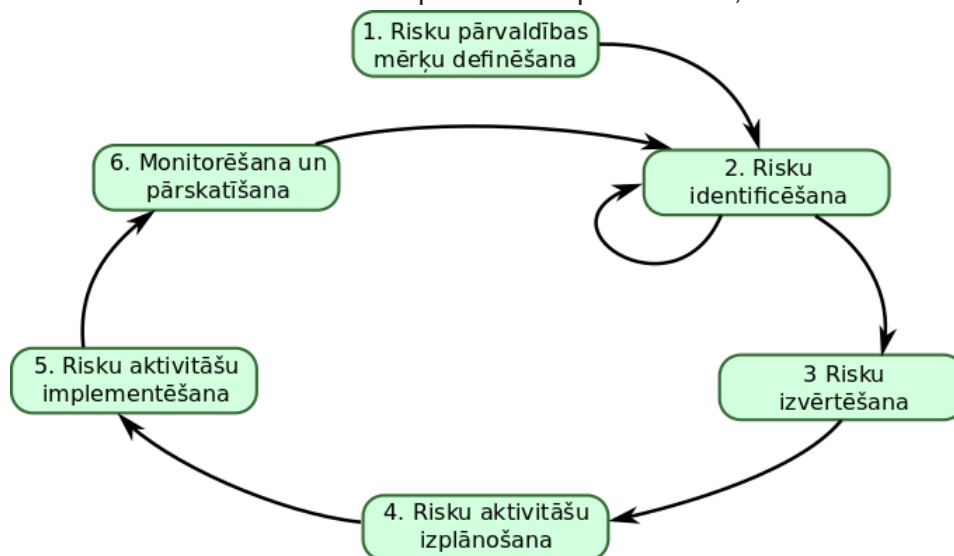 1. Risku pārvaldības
mērķu definēšana
2. Risku
identificēšana
3 Risku
izvērtēšana
4. Risku aktivitāšu
izplānošana
5. Risku aktivitāšu
implementēšana
6. Monitorēšana un
pārskatīšana